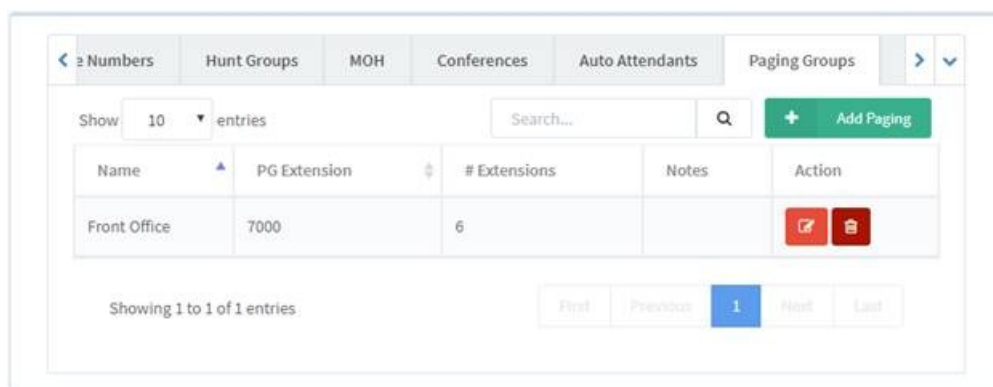 e Numbers Hunt Groups MOH Conferences Auto Attendants Paging Groups
Show 10 entries Search... Add Paging
Name PG Extension # Extensions Notes Action
Front Office 7000 6
Showing 1 to 1 of 1 entries First Previous 1 Next Last